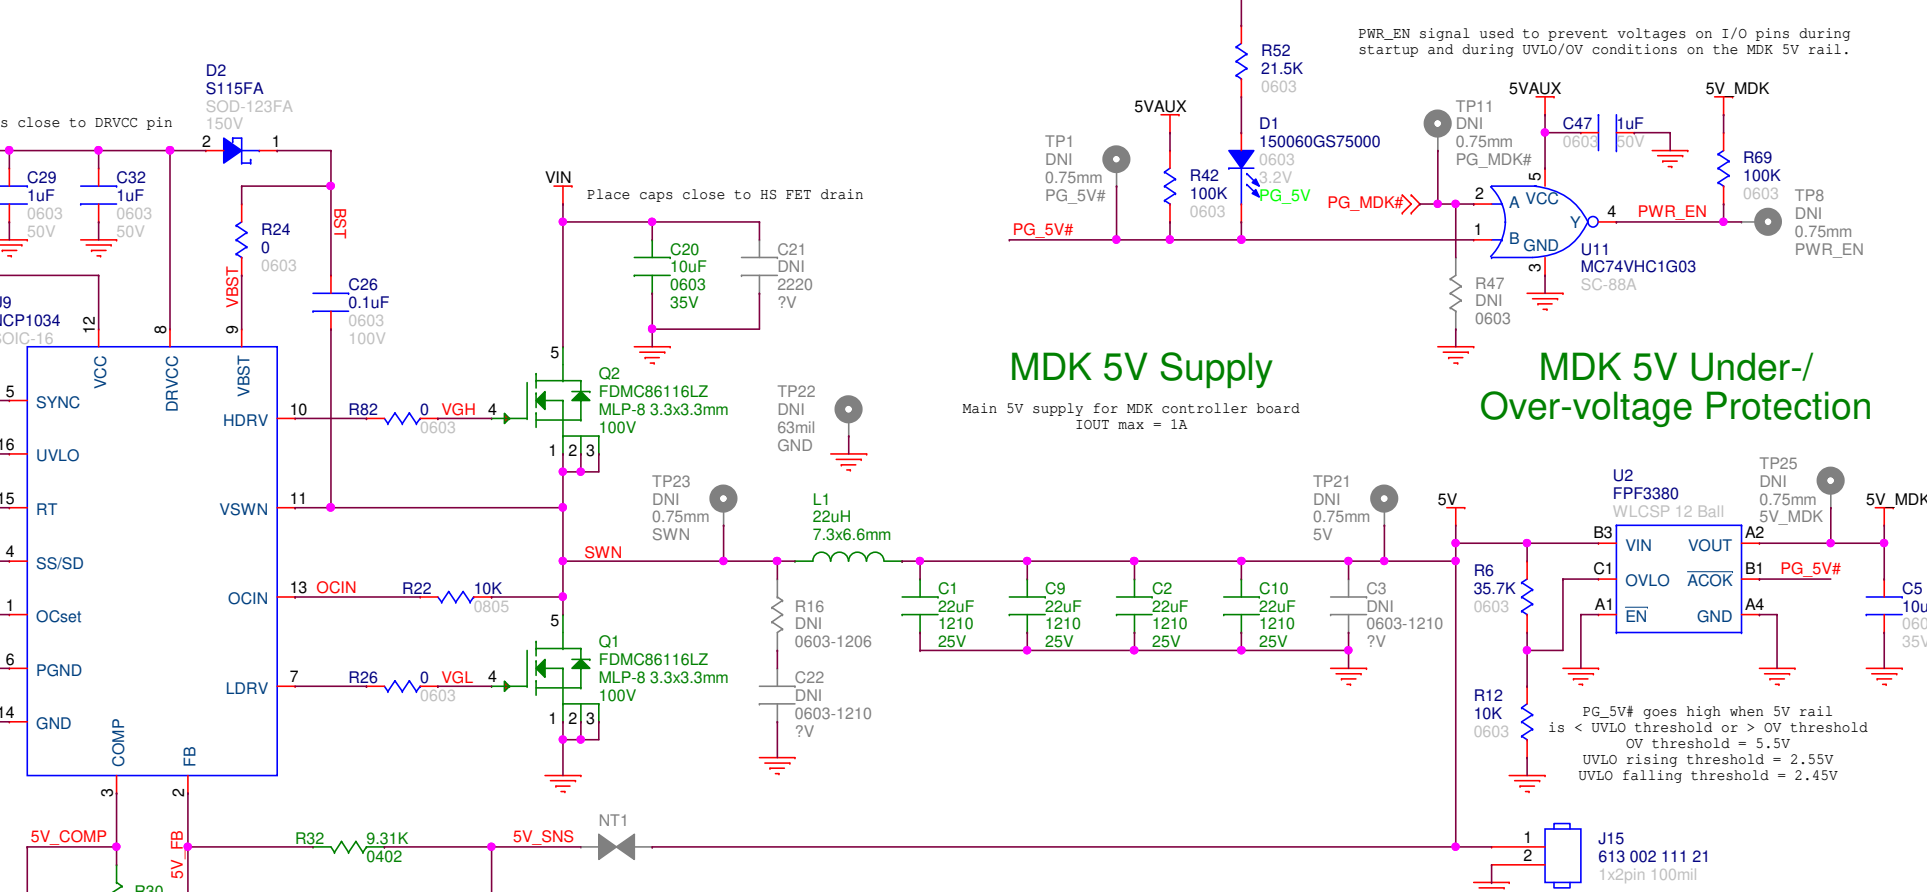 PWR_EN signal used to prevent voltages on I/O pins during
startup and during UVLO/OV conditions on the MDK 5V rail.
D2
S115FA
SOD-123FA
150V
s close to DRVCC pin
2
1
C29
1uF
0603
50V
C32
1uF
0603
50V
BST
R24
0
0603
VBST
C26
0.1uF
0603
100V
VIN
Place caps close to HS FET drain
C20
10uF
0603
35V
C21
DNI
2220
?V
R52
21.5K
0603
D1
150060GS75000
0603
3.2V
PG_5V
5VAUX
TP1
DNI
0.75mm
PG_5V#
R42
100K
0603
PG_5V#
TP11
DNI
0.75mm
PG_MDK#
PG_MDK#
5VAUX
C47
0603
1uF
50V
5V_MDK
R69
100K
0603
TP8
DNI
0.75mm
PWR_EN
2
1
5
3
4
A
B
VCC
GND
Y
PWR_EN
U11
MC74VHC1G03
SC-88A
R47
DNI
0603
U9
NCP1034
SOIC-16
12
8
9
VCC
DRVCC
VBST
5
SYNC
16
UVLO
15
RT
4
SS/SD
1
OCset
6
PGND
14
GND
HDRV
10
VSWN
11
OCIN
13
LDRV
7
COMP
FB
3
2
R82
0
0603
VGH
4
5
Q2
FDMC86116LZ
MLP-8 3.3x3.3mm
100V
1
2
3
TP22
DNI
63mil
GND
MDK 5V Supply
Main 5V supply for MDK controller board
IOUT max = 1A
MDK 5V Under-/
Over-voltage Protection
TP23
DNI
0.75mm
SWN
SWN
L1
22uH
7.3x6.6mm
OCIN
R22
10K
0805
R26
0
0603
VGL
4
5
Q1
FDMC86116LZ
MLP-8 3.3x3.3mm
100V
1
2
3
R16
DNI
0603-1206
C22
DNI
0603-1210
?V
C1
22uF
1210
25V
C9
22uF
1210
25V
C2
22uF
1210
25V
C10
22uF
1210
25V
C3
DNI
0603-1210
?V
TP21
DNI
0.75mm
5V
5V
U2
FPF3380
WLCSP 12 Ball
B3
VIN
C1
OVLO
A1
EN
VOUT
A2
ACOK
B1
GND
A4
PG_5V#
TP25
DNI
0.75mm
5V_MDK
5V_MDK
R6
35.7K
0603
R12
10K
0603
C5
10u
060
35V
PG_5V# goes high when 5V rail
is < UVLO threshold or > OV threshold
OV threshold = 5.5V
UVLO rising threshold = 2.55V
UVLO falling threshold = 2.45V
5V_COMP
5V_FB
R32
9.31K
0402
5V_SNS
NT1
R30
1
2
J15
613 002 111 21
1x2pin 100mil